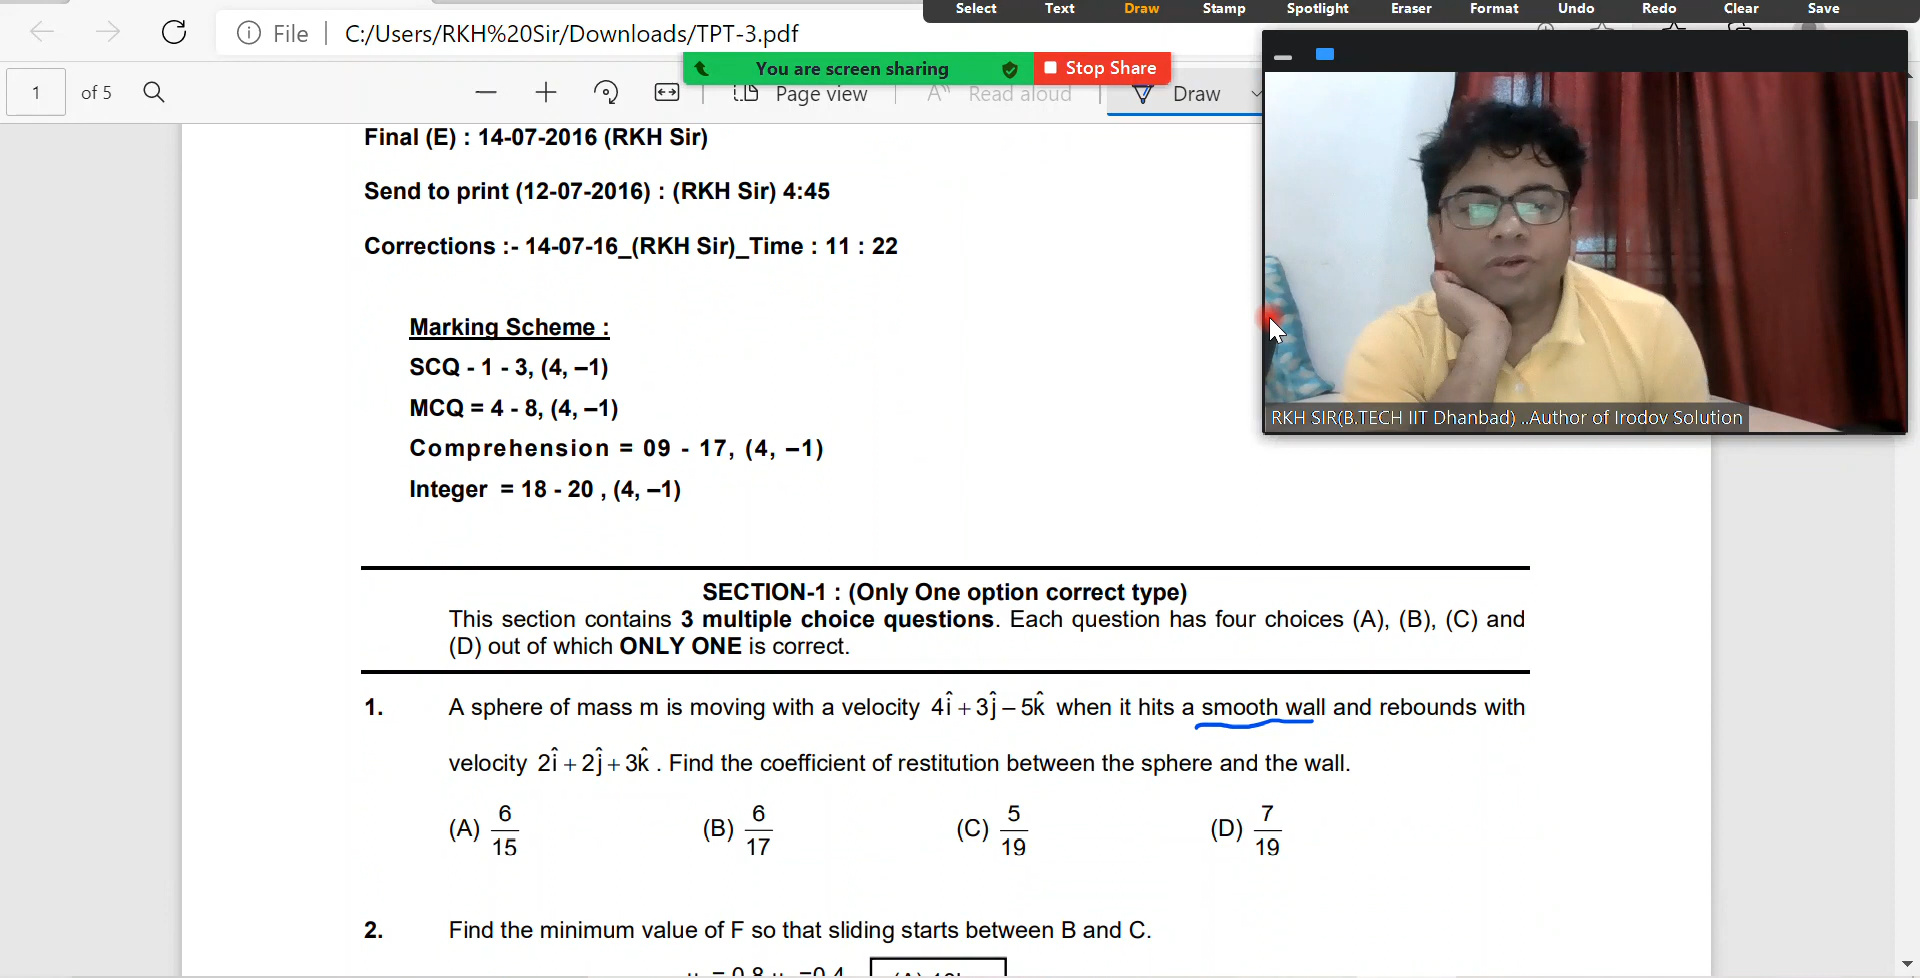 Select Text Draw Stamp Spotlight Eraser Format Undo Redo Clear Save
File | C:/Users/RKH%20Sir/Downloads/TPT-3.pdf
You are screen sharing Stop Share
1 of 5 Page view Read aloud Draw
Final (E) : 14-07-2016 (RKH Sir)
Send to print (12-07-2016) : (RKH Sir) 4:45
Corrections :- 14-07-16_(RKH Sir)_Time : 11 : 22
RKH SIR(B.TECH IIT Dhanbad) ..Author of Irodov Solution
Marking Scheme :
SCQ - 1 - 3, (4, –1)
MCQ = 4 - 8, (4, –1)
Comprehension = 09 - 17, (4, –1)
Integer = 18 - 20 , (4, –1)
SECTION-1 : (Only One option correct type)
This section contains 3 multiple choice questions. Each question has four choices (A), (B), (C) and
(D) out of which ONLY ONE is correct.
1. A sphere of mass m is moving with a velocity 4î + 3ĵ – 5k̂ when it hits a smooth wall and rebounds with
velocity 2î + 2ĵ + 3k̂ . Find the coefficient of restitution between the sphere and the wall.
(A) 6/15 (B) 6/17 (C) 5/19 (D) 7/19
2. Find the minimum value of F so that sliding starts between B and C.